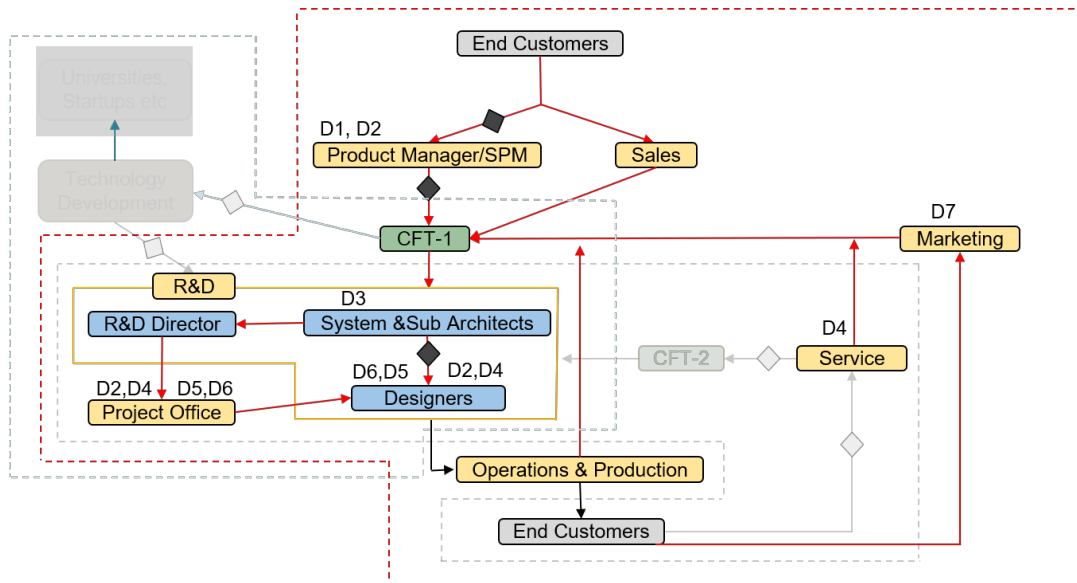 End Customers
Universities,
Startups etc
D1, D2
Product Manager/SPM
Sales
Technology
Development
D7
CFT-1
Marketing
R&D
D3
R&D Director
System &Sub Architects
D4
CFT-2
Service
D6,D5
D2,D4
D2,D4
D5,D6
Designers
Project Office
Operations & Production
End Customers